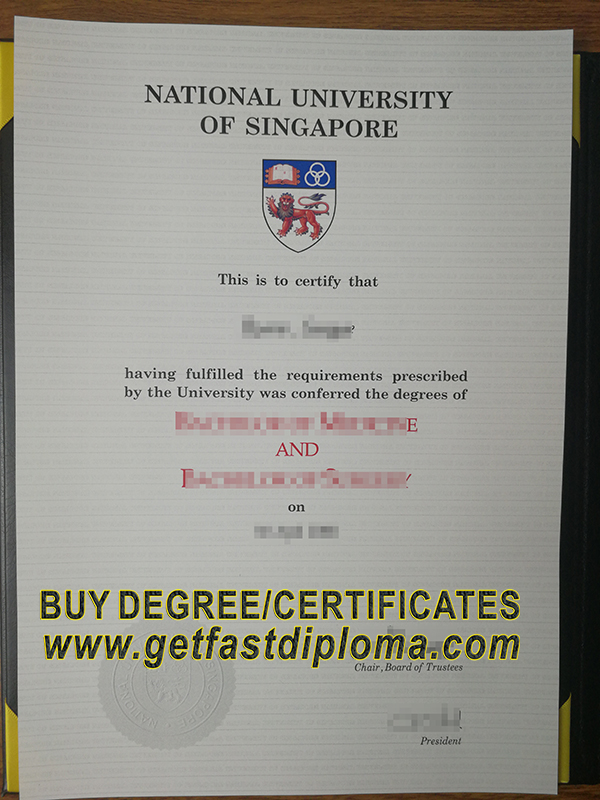 NATIONAL UNIVERSITY
OF SINGAPORE
This is to certify that
having fulfilled the requirements prescribed
by the University was conferred the degrees of
AND
on
BUY DEGREE/CERTIFICATES
www.getfastdiploma.com
Chair, Board of Trustees
President